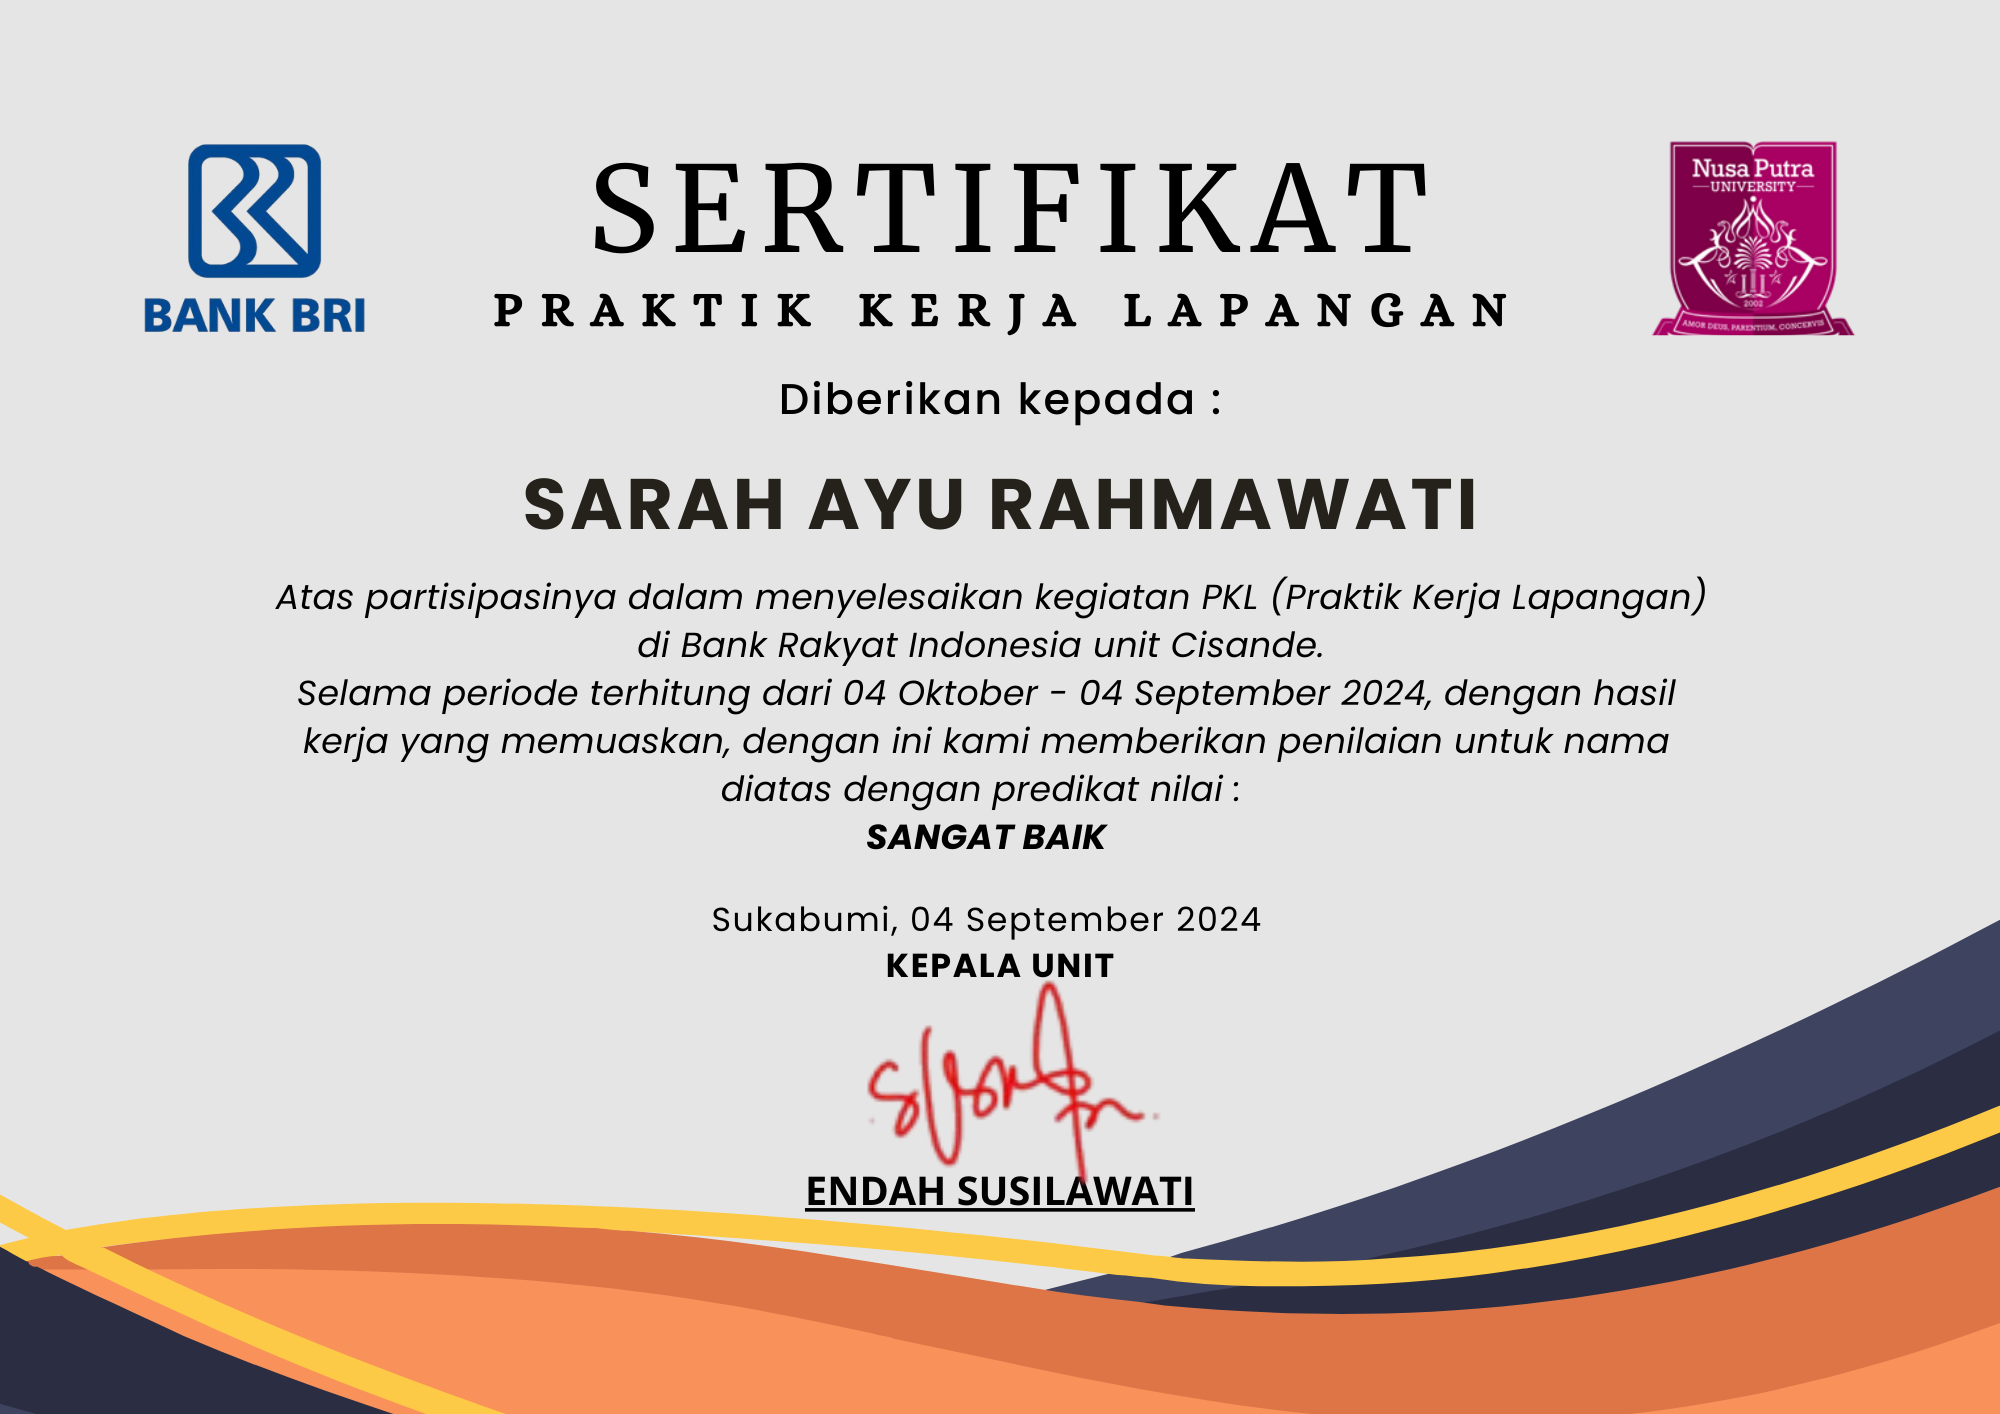 BANK BRI
SERTIFIKAT
PRAKTIK KERJA LAPANGAN
Nusa Putra
UNIVERSITY
2002
AMOR DEUS, PARENTIUM, CONCERVIS
Diberikan kepada :
SARAH AYU RAHMAWATI
Atas partisipasinya dalam menyelesaikan kegiatan PKL (Praktik Kerja Lapangan)
di Bank Rakyat Indonesia unit Cisande.
Selama periode terhitung dari 04 Oktober - 04 September 2024, dengan hasil
kerja yang memuaskan, dengan ini kami memberikan penilaian untuk nama
diatas dengan predikat nilai :
SANGAT BAIK
Sukabumi, 04 September 2024
KEPALA UNIT
ENDAH SUSILAWATI